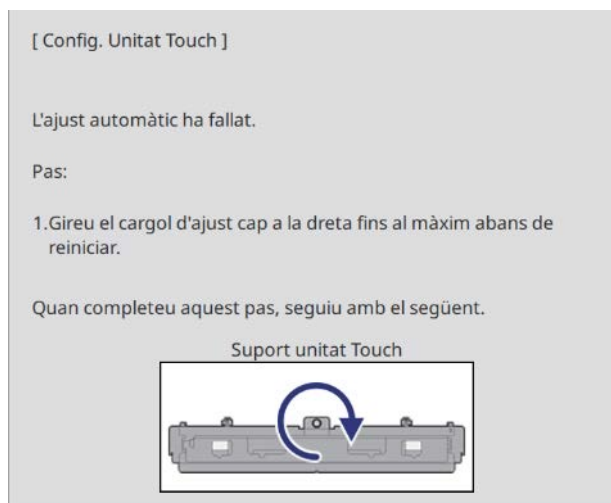 [ Config. Unitat Touch ]
L'ajust automàtic ha fallat.
Pas:
1.Gireu el cargol d'ajust cap a la dreta fins al màxim abans de
reiniciar.
Quan completeu aquest pas, seguiu amb el següent.
Suport unitat Touch